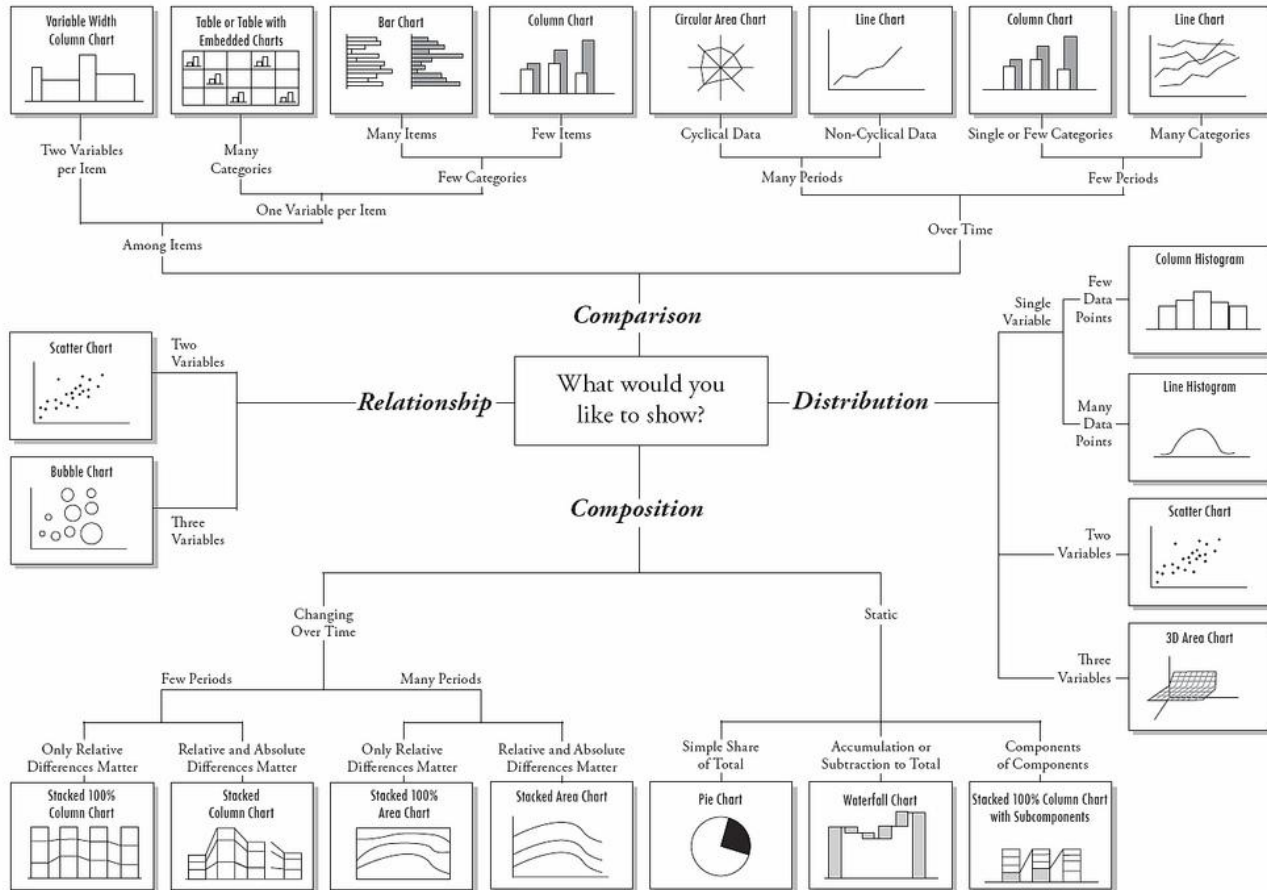 Variable Width
Column Chart
Table or Table with
Embedded Charts
Bar Chart
Column Chart
Circular Area Chart
Line Chart
Column Chart
Line Chart
Two Variables
per Item
Many
Categories
Many Items
Few Items
Cyclical Data
Non-Cyclical Data
Single or Few Categories
Many Categories
Few Categories
Many Periods
Few Periods
One Variable per Item
Among Items
Over Time
Comparison
What would you
like to show?
Relationship
Two
Variables
Scatter Chart
Three
Variables
Bubble Chart
Distribution
Single
Variable
Few
Data
Points
Column Histogram
Many
Data
Points
Line Histogram
Two
Variables
Scatter Chart
Three
Variables
3D Area Chart
Composition
Changing
Over Time
Static
Few Periods
Many Periods
Only Relative
Differences Matter
Relative and Absolute
Differences Matter
Only Relative
Differences Matter
Relative and Absolute
Differences Matter
Simple Share
of Total
Accumulation or
Subtraction to Total
Components
of Components
Stacked 100%
Column Chart
Stacked
Column Chart
Stacked 100%
Area Chart
Stacked Area Chart
Pie Chart
Waterfall Chart
Stacked 100% Column Chart
with Subcomponents